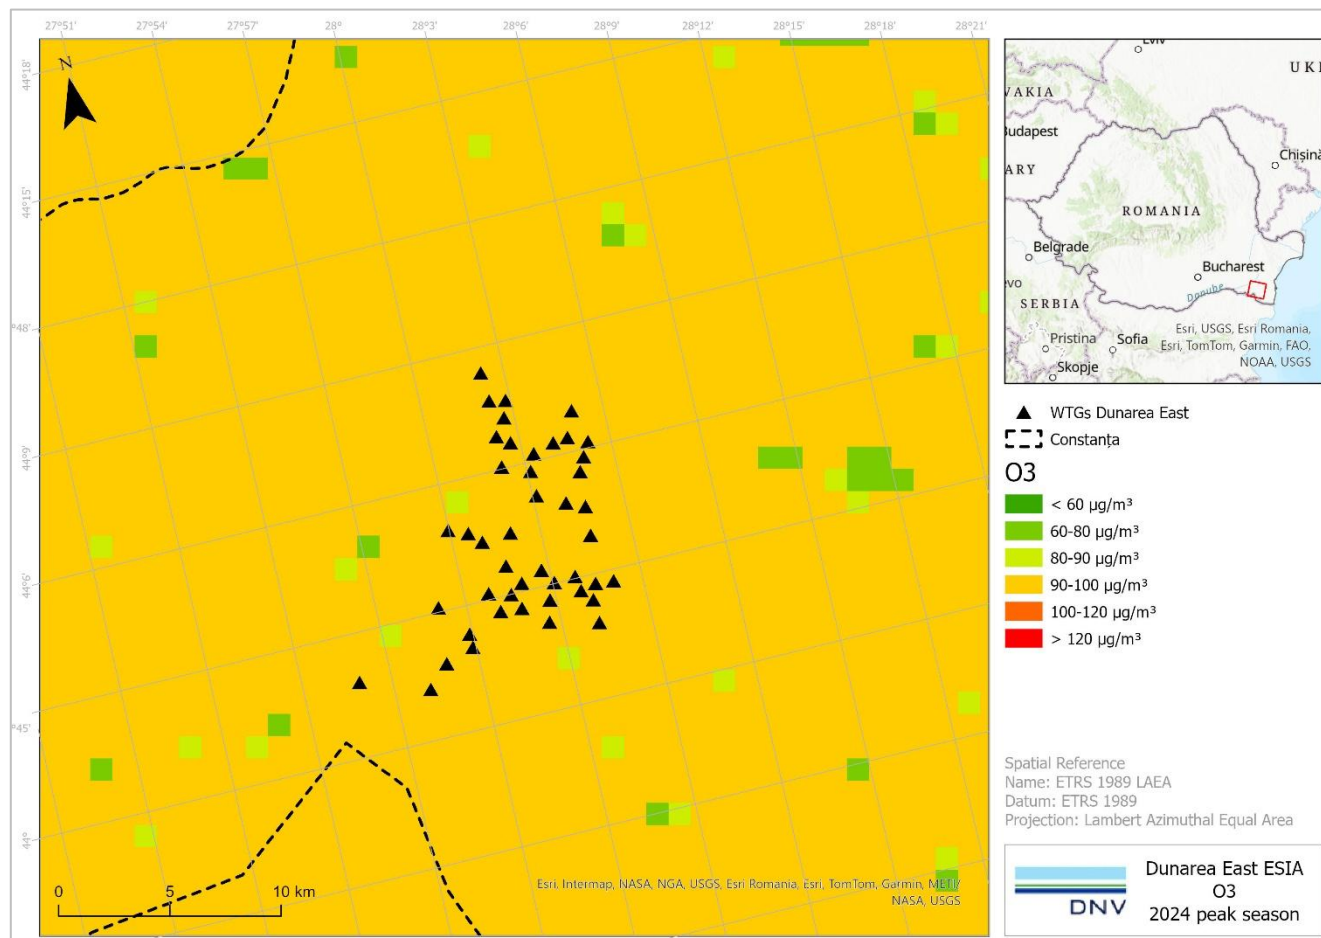 27°51' 27°54' 27°57' 28° 28°3' 28°6' 28°9' 28°12' 28°15' 28°18' 28°21'
44°18'
44°15'
°48'
44°6'
°45'
44°
N
0 5 10 km
Esri, Intermap, NASA, NGA, USGS, Esri Romania, Esri, TomTom, Garmin, METI/
NASA, USGS
Lviv
UKI
VAKIA
Budapest
Chișină
ARY
ROMANIA
Belgrade
Bucharest
evo
Danube
SERBIA
Pristina
Sofia
Skopje
Esri, USGS, Esri Romania,
Esri, TomTom, Garmin, FAO,
NOAA, USGS
WTGs Dunarea East
Constanța
O3
< 60 µg/m³
60-80 µg/m³
80-90 µg/m³
90-100 µg/m³
100-120 µg/m³
> 120 µg/m³
Spatial Reference
Name: ETRS 1989 LAEA
Datum: ETRS 1989
Projection: Lambert Azimuthal Equal Area
DNV
Dunarea East ESIA
O3
2024 peak season